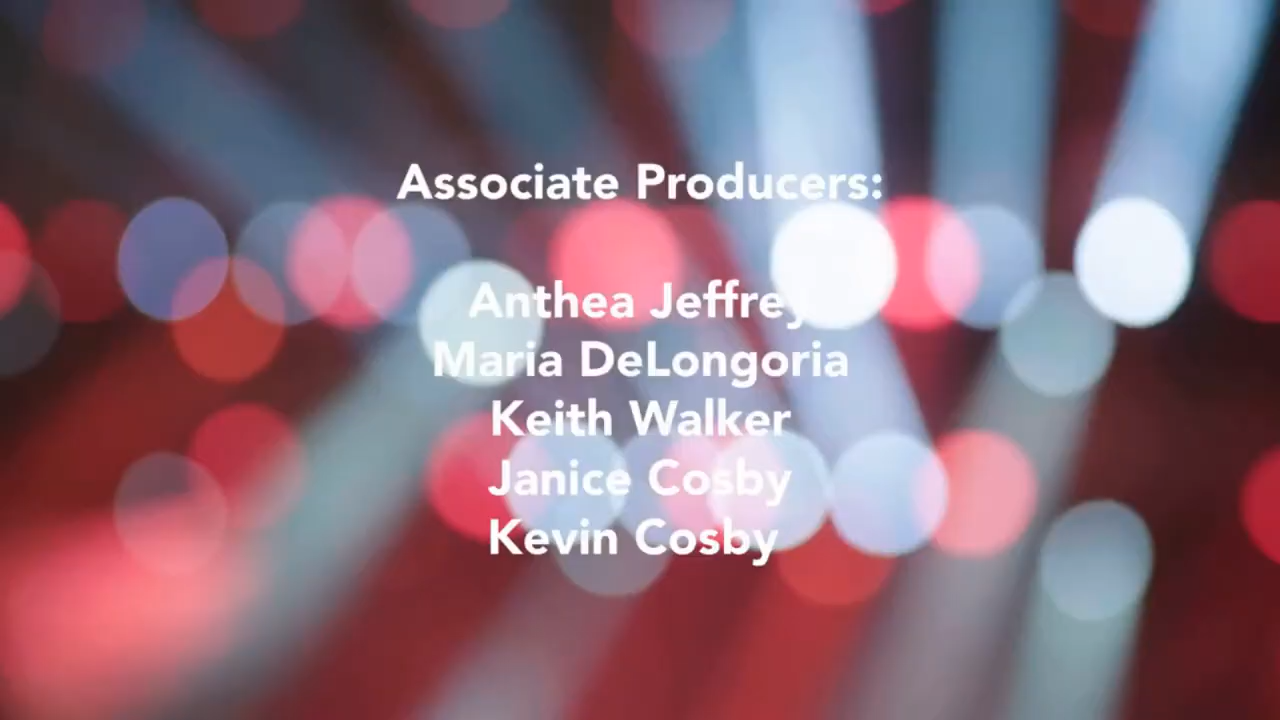 Associate Producers:
Anthea Jeffrey
Maria DeLongoria
Keith Walker
Janice Cosby
Kevin Cosby